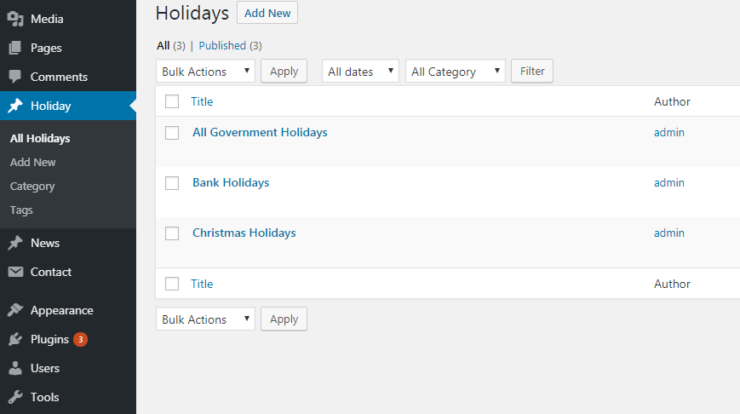 Media
Pages
Comments
Holiday
All Holidays
Add New
Category
Tags
News
Contact
Appearance
Plugins 3
Users
Tools
Holidays Add New
All (3) | Published (3)
Bulk Actions Apply All dates All Category Filter
Title Author
All Government Holidays admin
Bank Holidays admin
Christmas Holidays admin
Title Author
Bulk Actions Apply